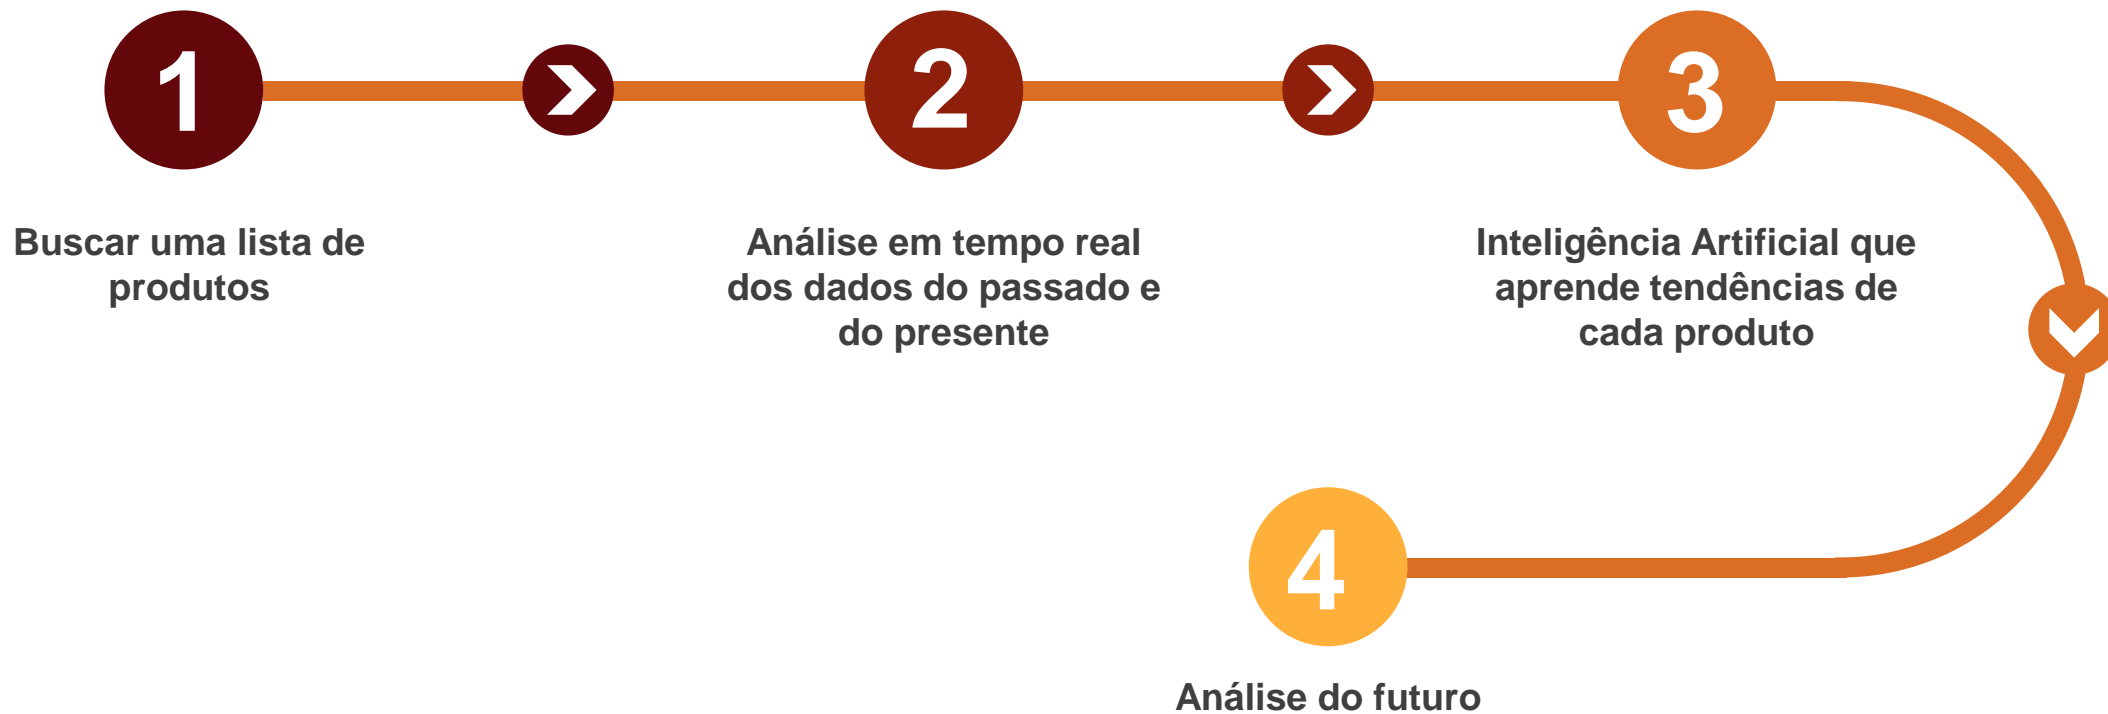 1
2
3
Buscar uma lista de
produtos
Análise em tempo real
dos dados do passado e
do presente
Inteligência Artificial que
aprende tendências de
cada produto
4
Análise do futuro